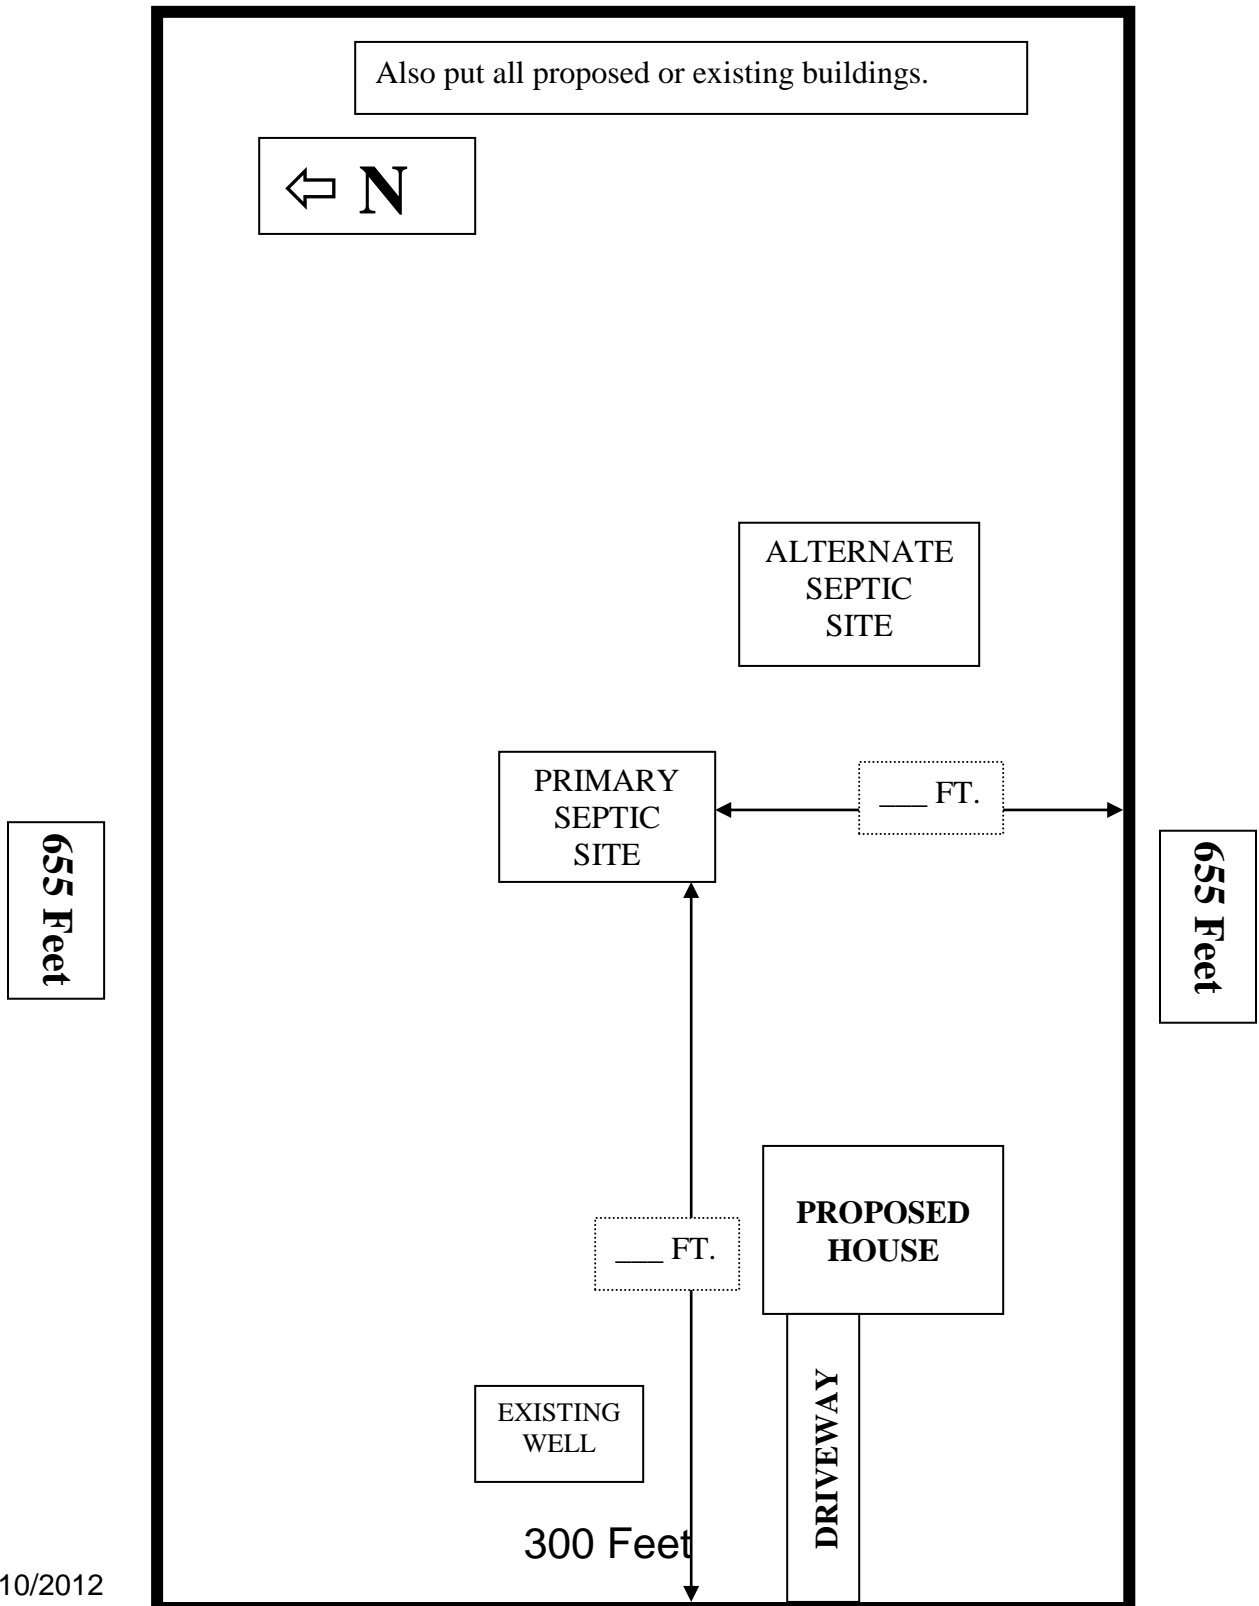 Also put all proposed or existing buildings.
N
ALTERNATE
SEPTIC
SITE
PRIMARY
SEPTIC
SITE
___ FT.
655 Feet
655 Feet
PROPOSED
HOUSE
___ FT.
EXISTING
WELL
DRIVEWAY
300 Feet
10/2012